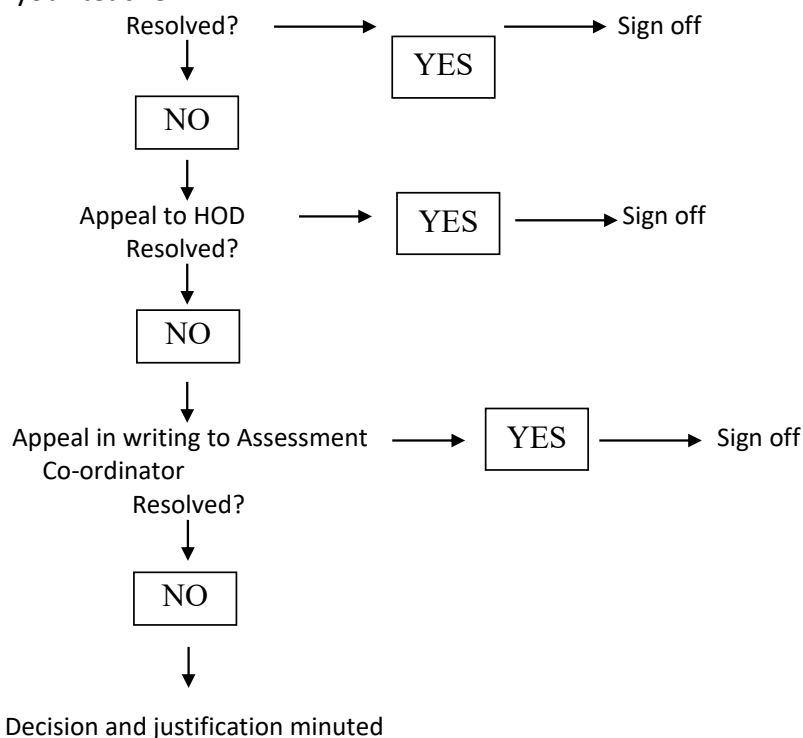 Resolved?
YES
Sign off
NO
Appeal to HOD
Resolved?
YES
Sign off
NO
Appeal in writing to Assessment
Co-ordinator
Resolved?
YES
Sign off
NO
Decision and justification minuted